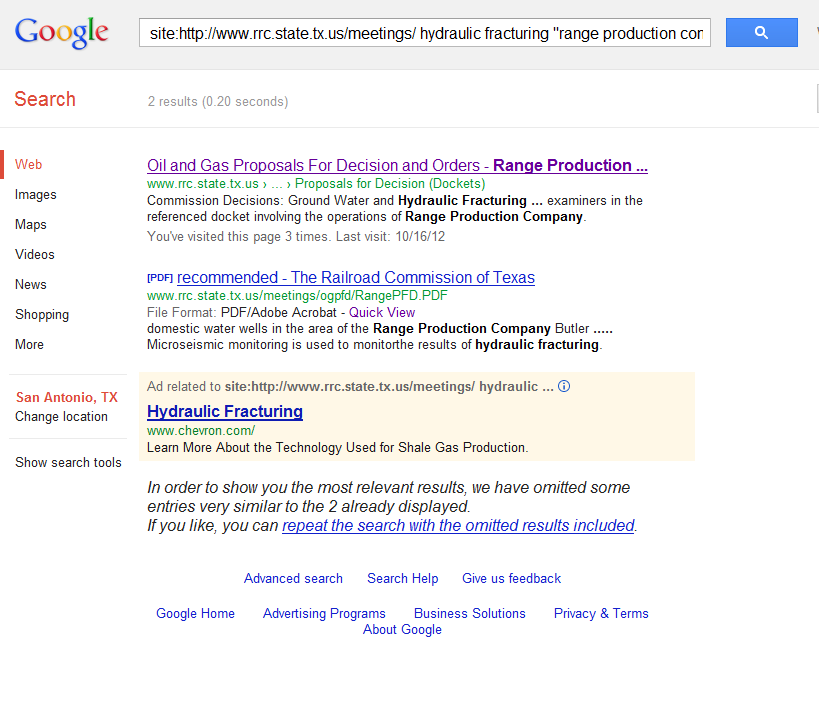 Google
site:http://www.rrc.state.tx.us/meetings/ hydraulic fracturing "range production con
Search
2 results (0.20 seconds)
Web
Images
Maps
Videos
News
Shopping
More
San Antonio, TX
Change location
Show search tools
Oil and Gas Proposals For Decision and Orders - Range Production ...
www.rrc.state.tx.us › ... › Proposals for Decision (Dockets)
Commission Decisions: Ground Water and Hydraulic Fracturing ... examiners in the
referenced docket involving the operations of Range Production Company.
You've visited this page 3 times. Last visit: 10/16/12
[PDF] recommended - The Railroad Commission of Texas
www.rrc.state.tx.us/meetings/ogpfd/RangePFD.PDF
File Format: PDF/Adobe Acrobat - Quick View
domestic water wells in the area of the Range Production Company Butler .....
Microseismic monitoring is used to monitorthe results of hydraulic fracturing.
Ad related to site:http://www.rrc.state.tx.us/meetings/ hydraulic ...
Hydraulic Fracturing
www.chevron.com/
Learn More About the Technology Used for Shale Gas Production.
In order to show you the most relevant results, we have omitted some
entries very similar to the 2 already displayed.
If you like, you can repeat the search with the omitted results included.
Advanced search Search Help Give us feedback
Google Home Advertising Programs Business Solutions Privacy & Terms
About Google